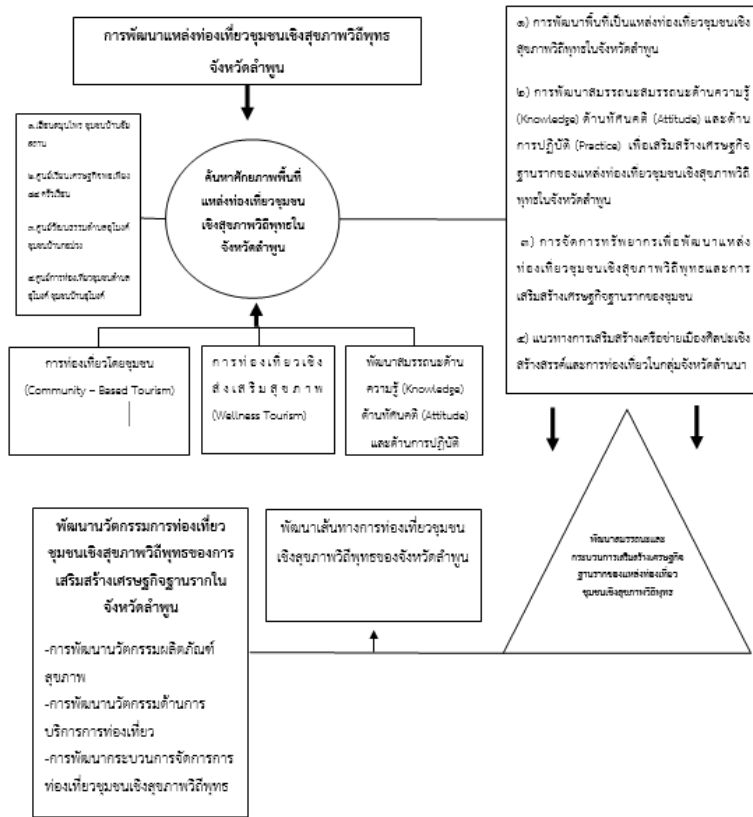 การพัฒนาแหล่งท่องเที่ยวชุมชนเชิงสุขภาพวิถีพุทธ
จังหวัดลำพูน
๑.เฮือนสมุนไพร ชุมชนบ้านชัย
สถาน
๒.ศูนย์เรียนเศรษฐกิจพอเพียง
ครัวเรือน
๓.ศูนย์วัฒนธรรมตำบลอุโมงค์
ชุมชนบ้านกอม่วง
๔.ศูนย์การท่องเที่ยวชุมชนตำบล
อุโมงค์ ชุมชนบ้านอุโมงค์
ค้นหาศักยภาพพื้นที่
แหล่งท่องเที่ยวชุมชน
เชิงสุขภาพวิถีพุทธใน
จังหวัดลำพูน
๑) การพัฒนาพื้นที่เป็นแหล่งท่องเที่ยวชุมชนเชิง
สุขภาพวิถีพุทธในจังหวัดลำพูน
๒) การพัฒนาสมรรถนะสมรรถนะด้านความรู้
(Knowledge) ด้านทัศนคติ (Attitude) และด้าน
การปฏิบัติ (Practice) เพื่อเสริมสร้างเศรษฐกิจ
ฐานรากของแหล่งท่องเที่ยวชุมชนเชิงสุขภาพวิถี
พุทธในจังหวัดลำพูน
๓) การจัดการทรัพยากรเพื่อพัฒนาแหล่ง
ท่องเที่ยวชุมชนเชิงสุขภาพวิถีพุทธและการ
เสริมสร้างเศรษฐกิจฐานรากของชุมชน
๔) แนวทางการเสริมสร้างเครือข่ายเมืองศิลปะเชิง
สร้างสรรค์และการท่องเที่ยวในกลุ่มจังหวัดล้านนา
การท่องเที่ยวโดยชุมชน
(Community – Based Tourism)
การท่องเที่ยวเชิง
ส่งเสริมสุขภาพ
(Wellness Tourism)
พัฒนาสมรรถนะด้าน
ความรู้ (Knowledge)
ด้านทัศนคติ (Attitude)
และด้านการปฏิบัติ
พัฒนานวัตกรรมการท่องเที่ยว
ชุมชนเชิงสุขภาพวิถีพุทธของการ
เสริมสร้างเศรษฐกิจฐานรากใน
จังหวัดลำพูน
-การพัฒนานวัตกรรมผลิตภัณฑ์
สุขภาพ
-การพัฒนานวัตกรรมด้านการ
บริการการท่องเที่ยว
-การพัฒนากระบวนการจัดการการ
ท่องเที่ยวชุมชนเชิงสุขภาพวิถีพุทธ
พัฒนาเส้นทางการท่องเที่ยวชุมชน
เชิงสุขภาพวิถีพุทธของจังหวัดลำพูน
พัฒนาสมรรถนะและ
กระบวนการเสริมสร้างเศรษฐกิจ
ฐานรากของแหล่งท่องเที่ยว
ชุมชนเชิงสุขภาพวิถีพุทธ